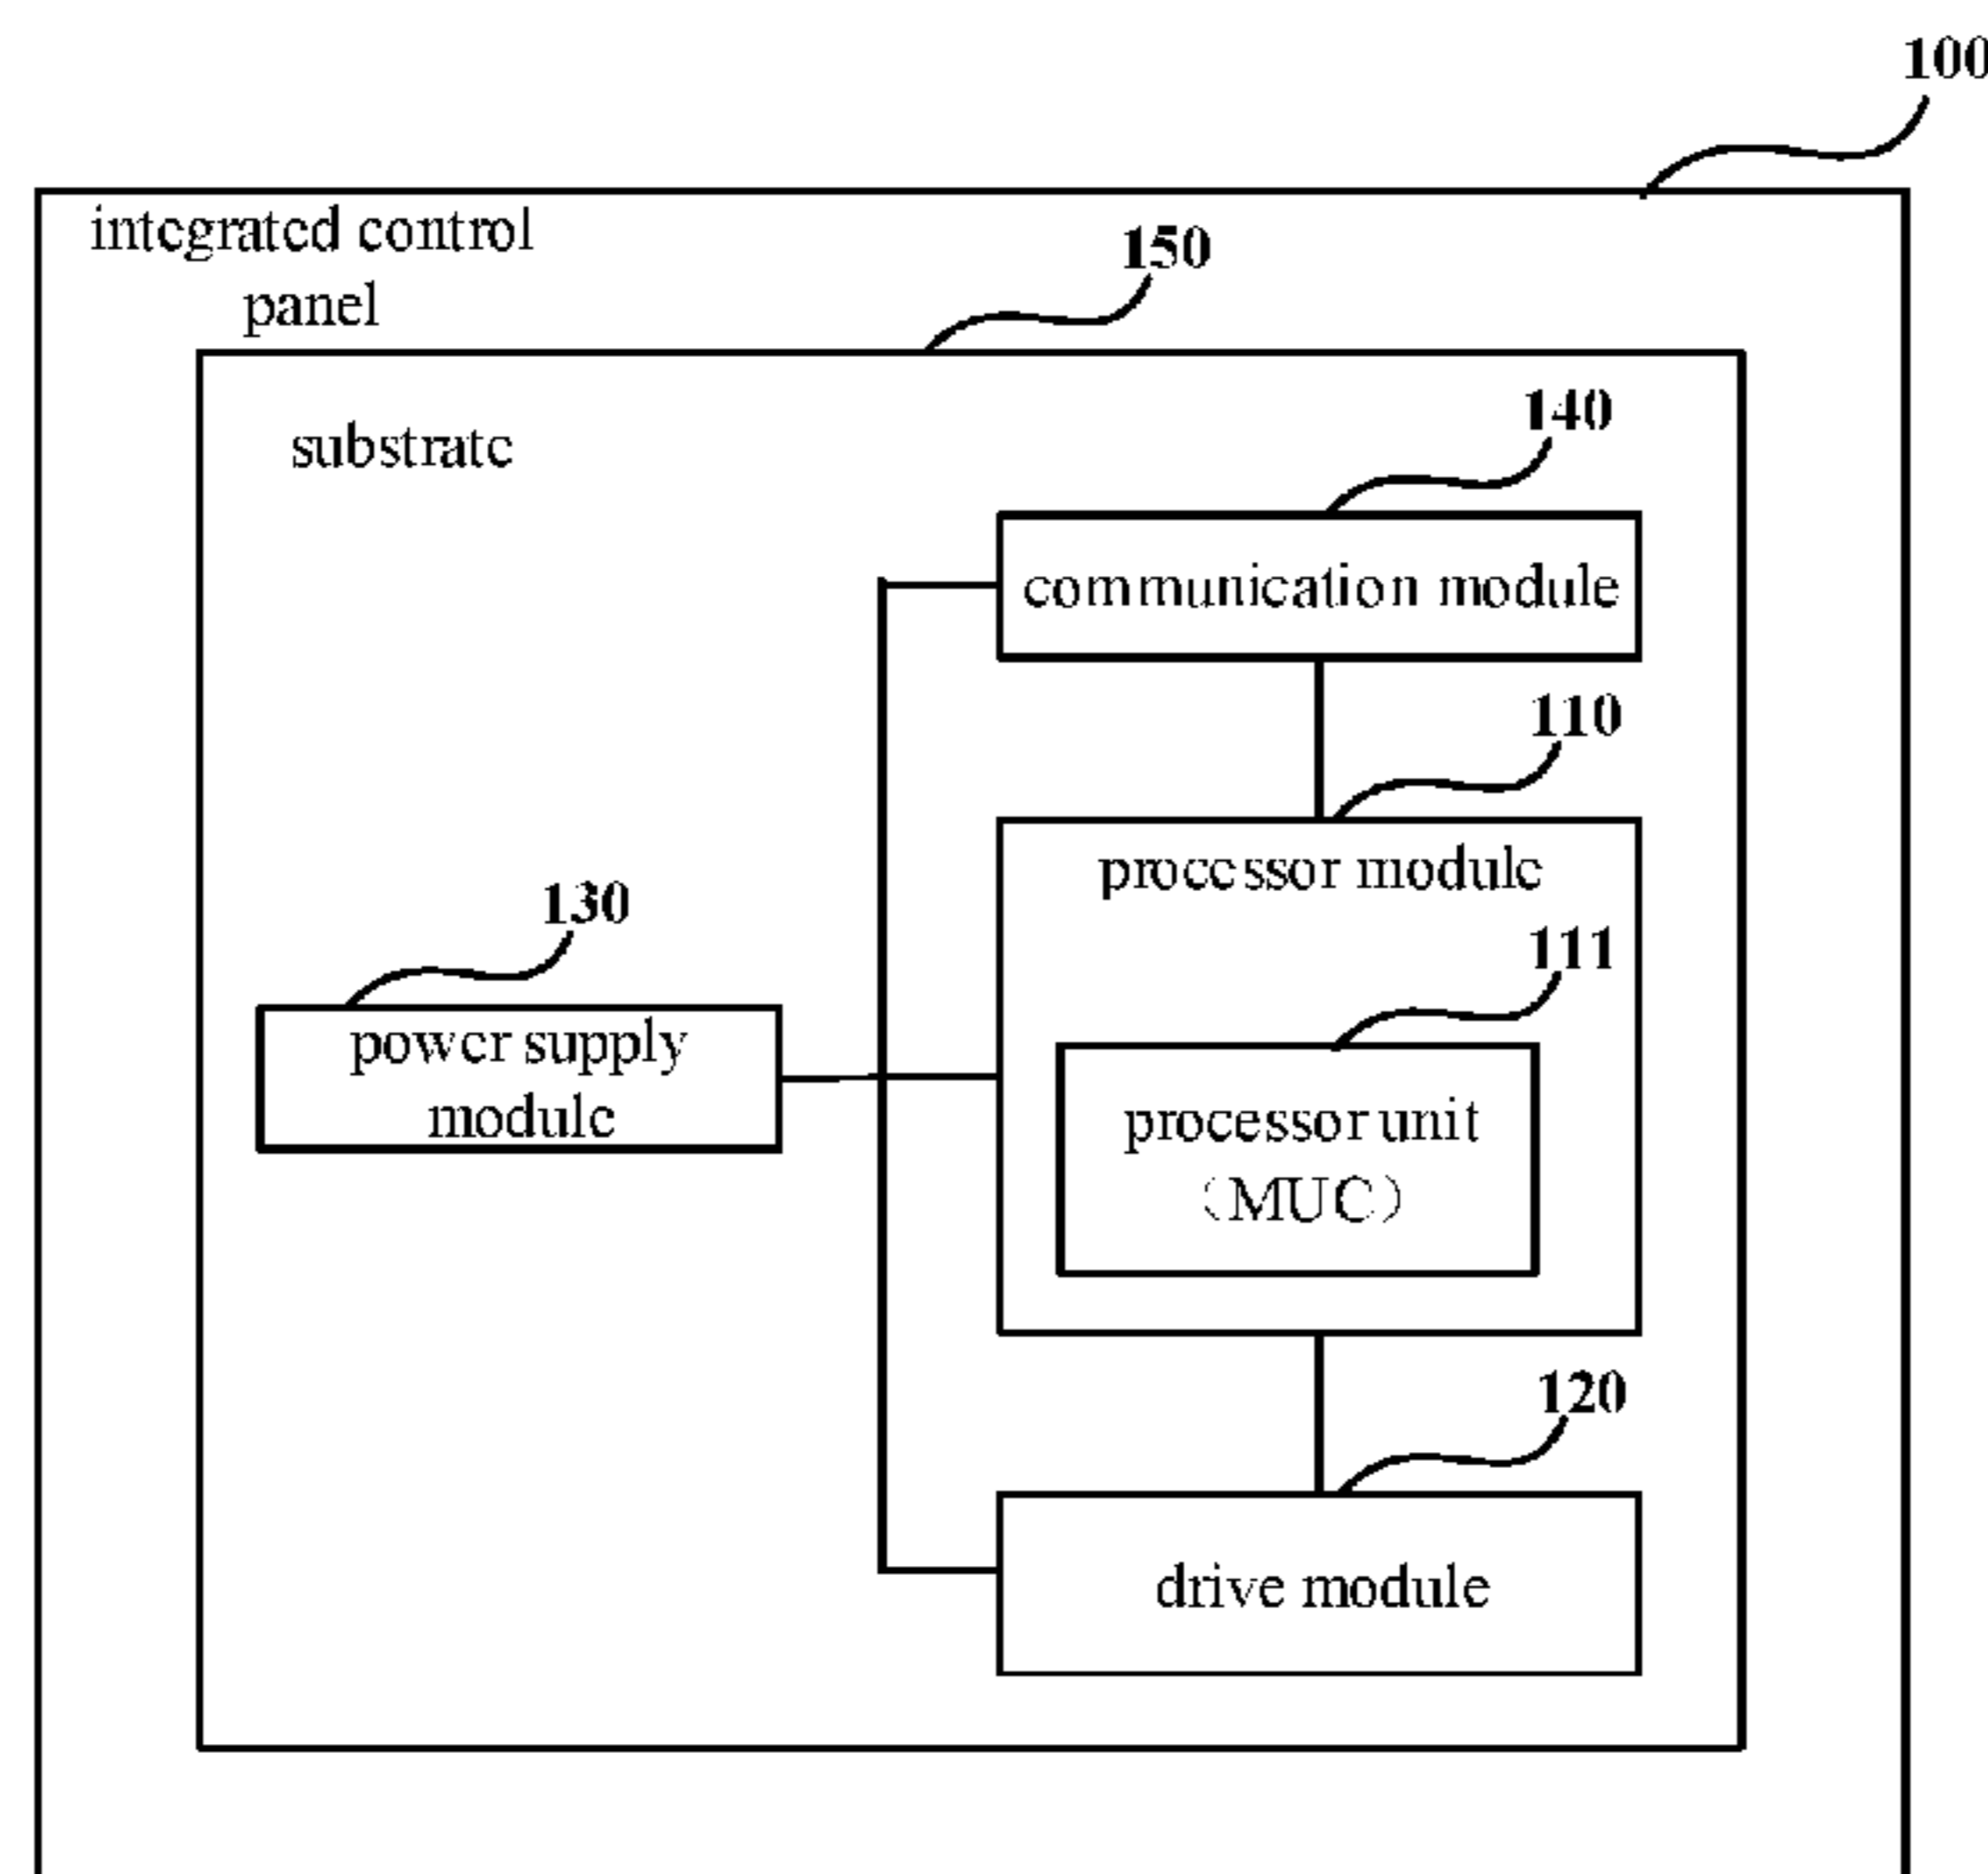 100
integrated control
panel
150
substrate
140
communication module
110
processor module
130
111
power supply
module
processor unit
（MUC）
120
drive module